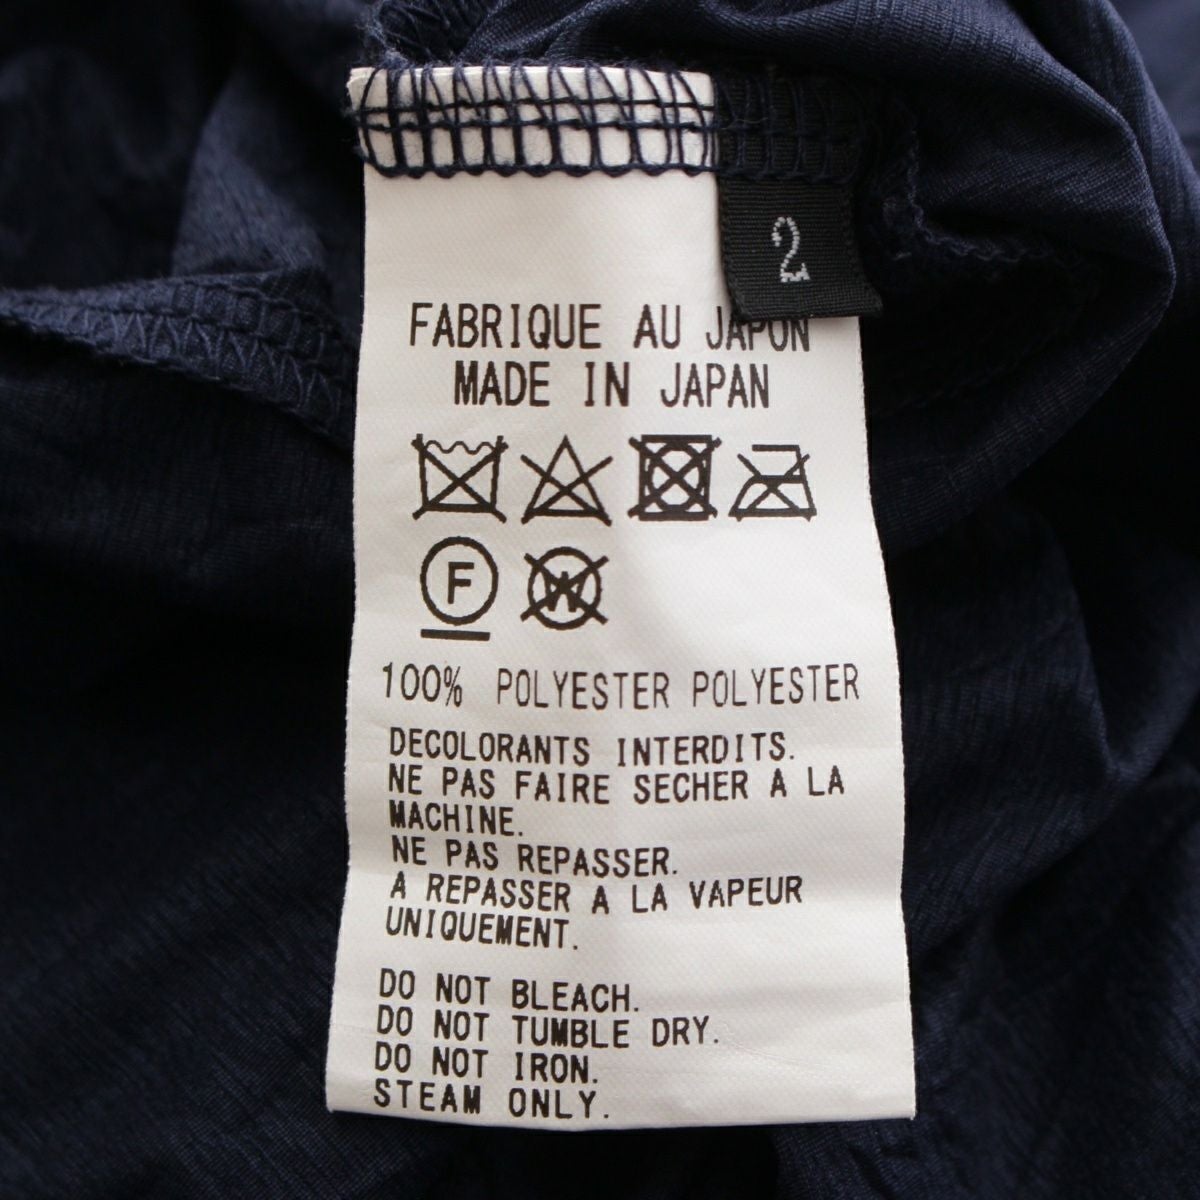 2
FABRIQUE AU JAPON
MADE IN JAPAN
F W
100% POLYESTER POLYESTER
DECOLORANTS INTERDITS.
NE PAS FAIRE SECHER A LA
MACHINE.
NE PAS REPASSER.
A REPASSER A LA VAPEUR
UNIQUEMENT.
DO NOT BLEACH.
DO NOT TUMBLE DRY.
DO NOT IRON.
STEAM ONLY.